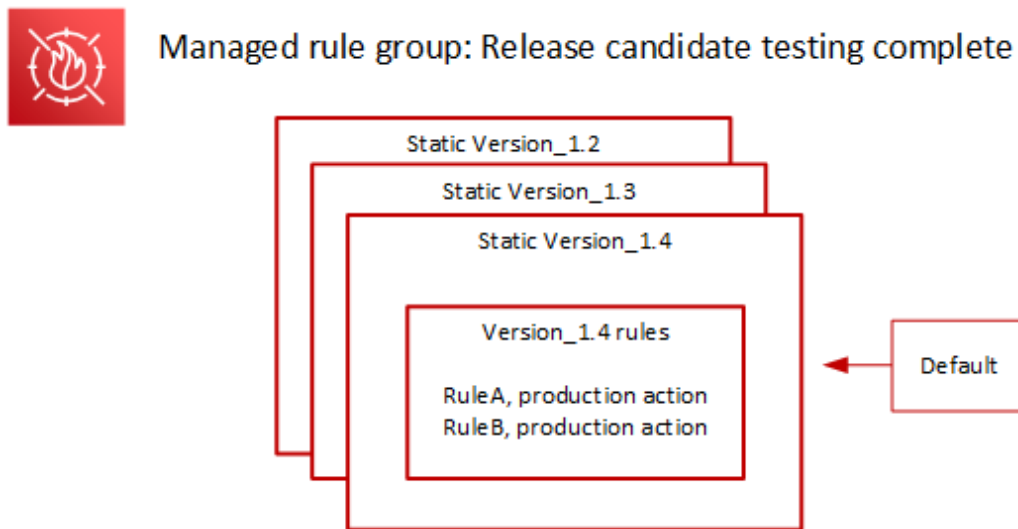 Managed rule group: Release candidate testing complete
Static Version_1.2
Static Version_1.3
Static Version_1.4
Version_1.4 rules
RuleA, production action
RuleB, production action
Default